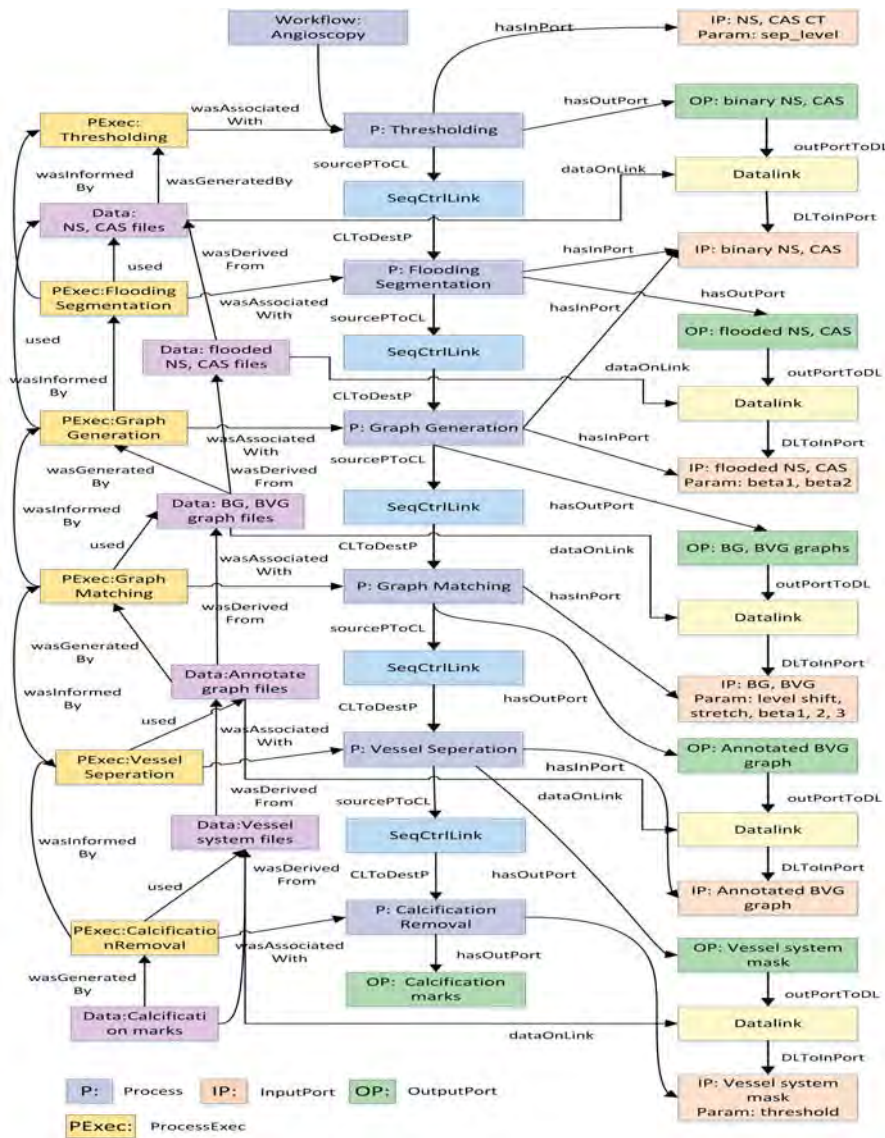 Workflow:
Angioscopy
hasInPort
IP: NS, CAS CT
Param: sep_level
PExec:
Thresholding
wasAssociated
With
P: Thresholding
hasOutPort
OP: binary NS, CAS
wasInformed
By
wasGeneratedBy
sourcePToCL
outPortToDL
Data:
NS, CAS files
SeqCtrlLink
dataOnLink
Datalink
used
wasDerived
From
CLToDestP
DLToInPort
hasInPort
IP: binary NS, CAS
PExec:Flooding
Segmentation
wasAssociated
With
P: Flooding
Segmentation
hasInPort
hasOutPort
used
sourcePToCL
OP: flooded NS, CAS
Data: flooded
NS, CAS files
SeqCtrlLink
dataOnLink
outPortToDL
wasInformed
By
CLToDestP
Datalink
PExec:Graph
Generation
wasAssociated
With
P: Graph Generation
hasInPort
DLToInPort
wasGenerated
By
wasDerived
From
sourcePToCL
IP: flooded NS, CAS
Param: beta1, beta2
Data: BG, BVG
graph files
SeqCtrlLink
hasOutPort
wasInformed
By
used
wasAssociated
With
CLToDestP
dataOnLink
OP: BG, BVG graphs
outPortToDL
PExec:Graph
Matching
P: Graph Matching
hasInPort
Datalink
wasDerived
From
sourcePToCL
wasGenerated
By
DLToInPort
Data:Annotate
graph files
SeqCtrlLink
IP: BG, BVG
Param: level shift,
stretch, beta1, 2, 3
wasInformed
By
used
wasAssociated
With
CLToDestP
hasOutPort
PExec:Vessel
Seperation
P: Vessel Seperation
OP: Annotated BVG
graph
hasInPort
wasDerived
From
sourcePToCL
dataOnLink
outPortToDL
Data:Vessel
system files
SeqCtrlLink
Datalink
wasInformed
By
wasDerived
From
CLToDestP
hasOutPort
DLToInPort
used
IP: Annotated BVG
graph
PExec:Calcificatio
nRemoval
wasAssociated
With
P: Calcification
Removal
hasOutPort
OP: Vessel system
mask
wasGenerated
By
OP: Calcification
marks
outPortToDL
Data:Calcificati
on marks
dataOnLink
Datalink
DLToInPort
P: Process IP: InputPort OP: OutputPort
IP: Vessel system
mask
Param: threshold
PExec: ProcessExec